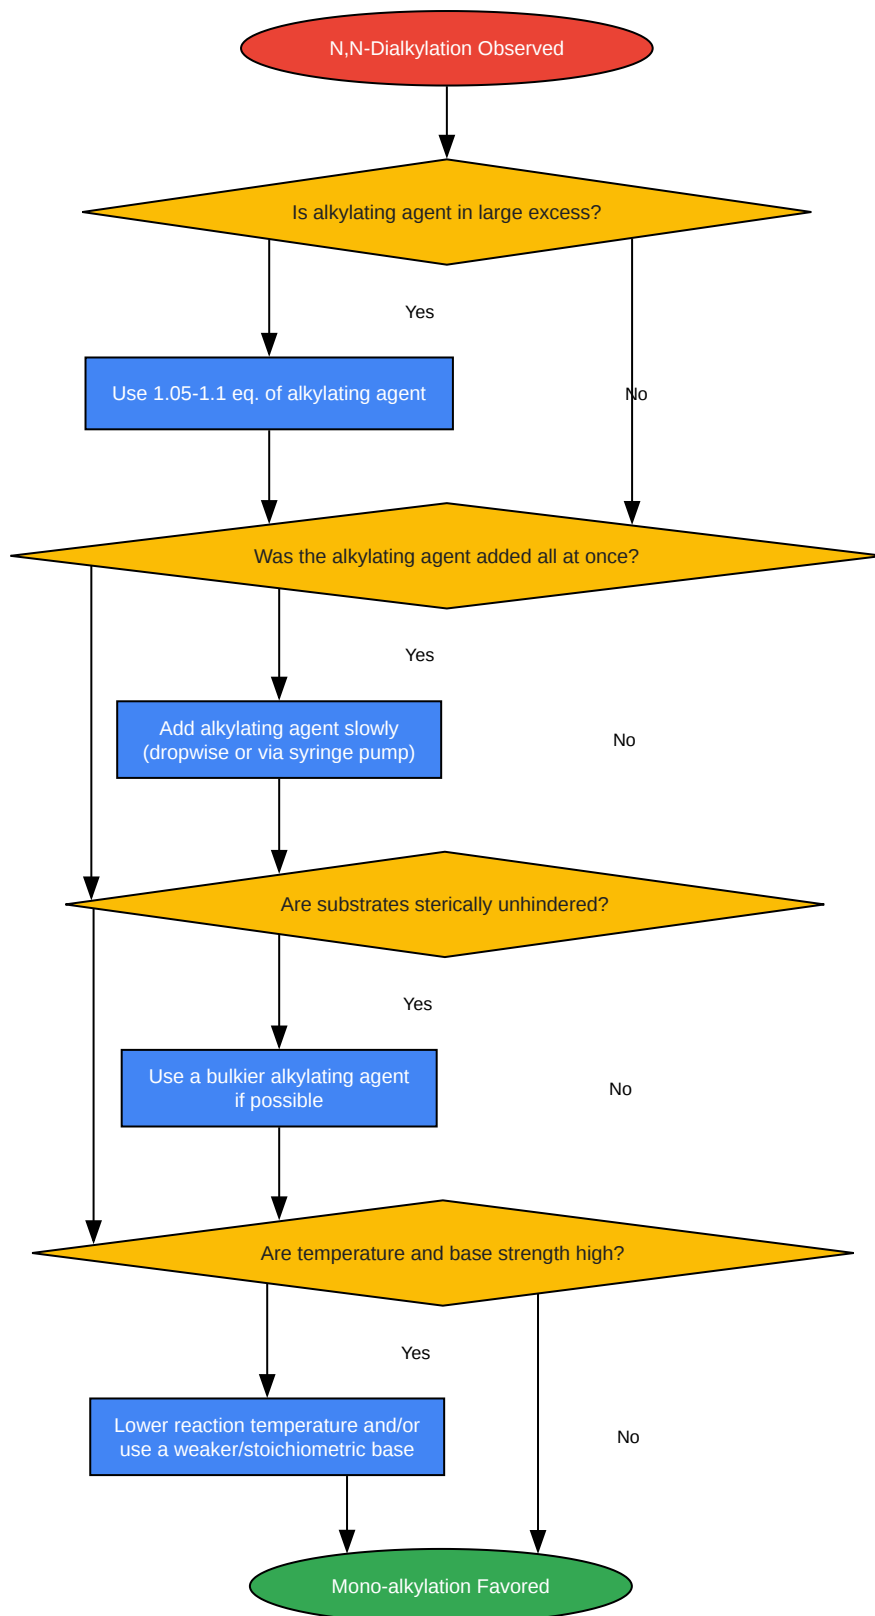 N,N-Dialkylation Observed
Is alkylating agent in large excess?
Yes
Use 1.05-1.1 eq. of alkylating agent
No
Was the alkylating agent added all at once?
Yes
Add alkylating agent slowly
(dropwise or via syringe pump)
No
Are substrates sterically unhindered?
Yes
Use a bulkier alkylating agent
if possible
No
Are temperature and base strength high?
Yes
Lower reaction temperature and/or
use a weaker/stoichiometric base
No
Mono-alkylation Favored